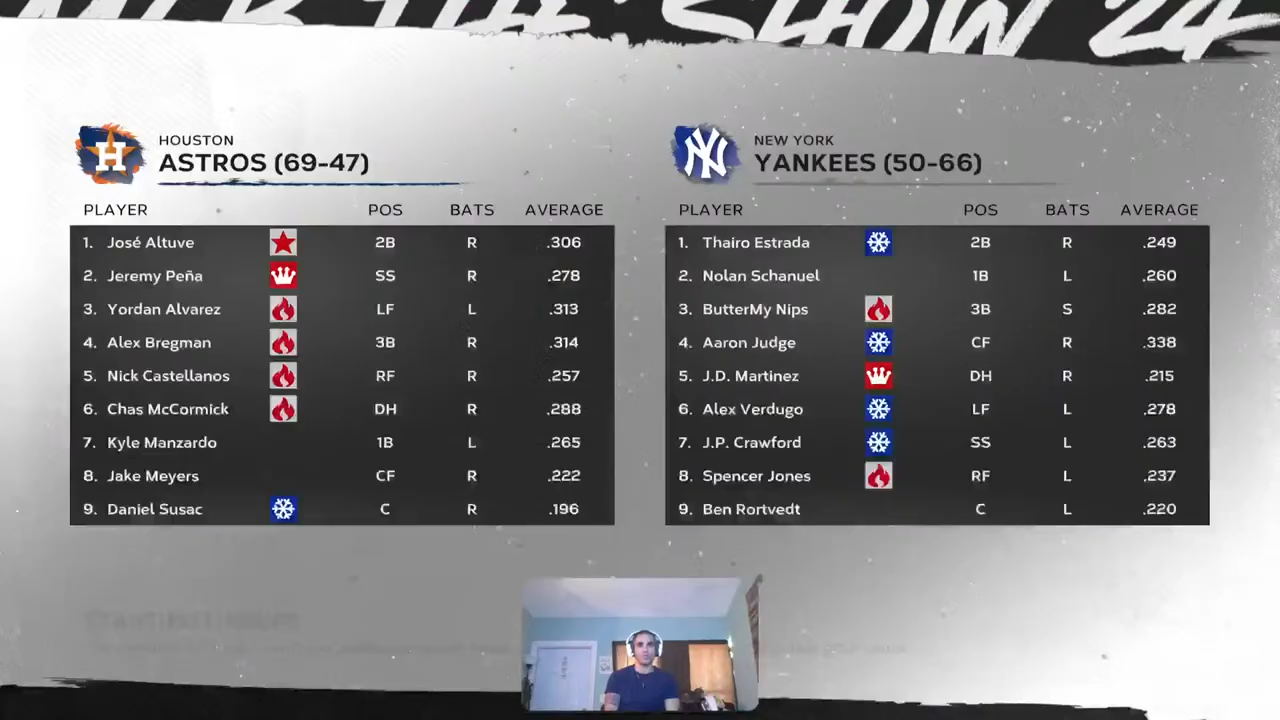 MLB THE SHOW 24
HOUSTON
ASTROS (69-47)
PLAYER POS BATS AVERAGE
1. José Altuve 2B R .306
2. Jeremy Peña SS R .278
3. Yordan Alvarez LF L .313
4. Alex Bregman 3B R .314
5. Nick Castellanos RF R .257
6. Chas McCormick DH R .288
7. Kyle Manzardo 1B L .265
8. Jake Meyers CF R .222
9. Daniel Susac C R .196
NEW YORK
YANKEES (50-66)
PLAYER POS BATS AVERAGE
1. Thairo Estrada 2B R .249
2. Nolan Schanuel 1B L .260
3. ButterMy Nips 3B S .282
4. Aaron Judge CF R .338
5. J.D. Martinez DH R .215
6. Alex Verdugo LF L .278
7. J.P. Crawford SS L .263
8. Spencer Jones RF L .237
9. Ben Rortvedt C L .220